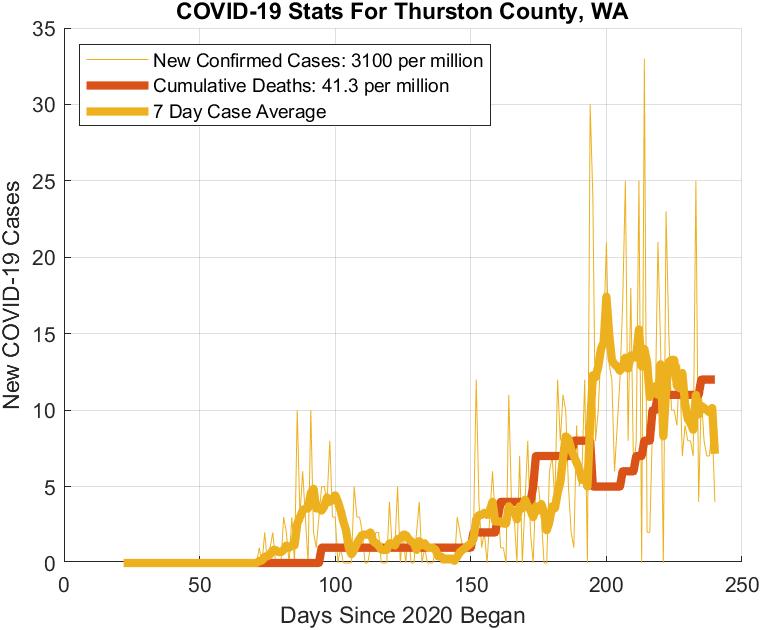 COVID-19 Stats For Thurston County, WA
New Confirmed Cases: 3100 per million
Cumulative Deaths: 41.3 per million
7 Day Case Average
New COVID-19 Cases
35
30
25
20
15
10
5
0
0 50 100 150 200 250
Days Since 2020 Began